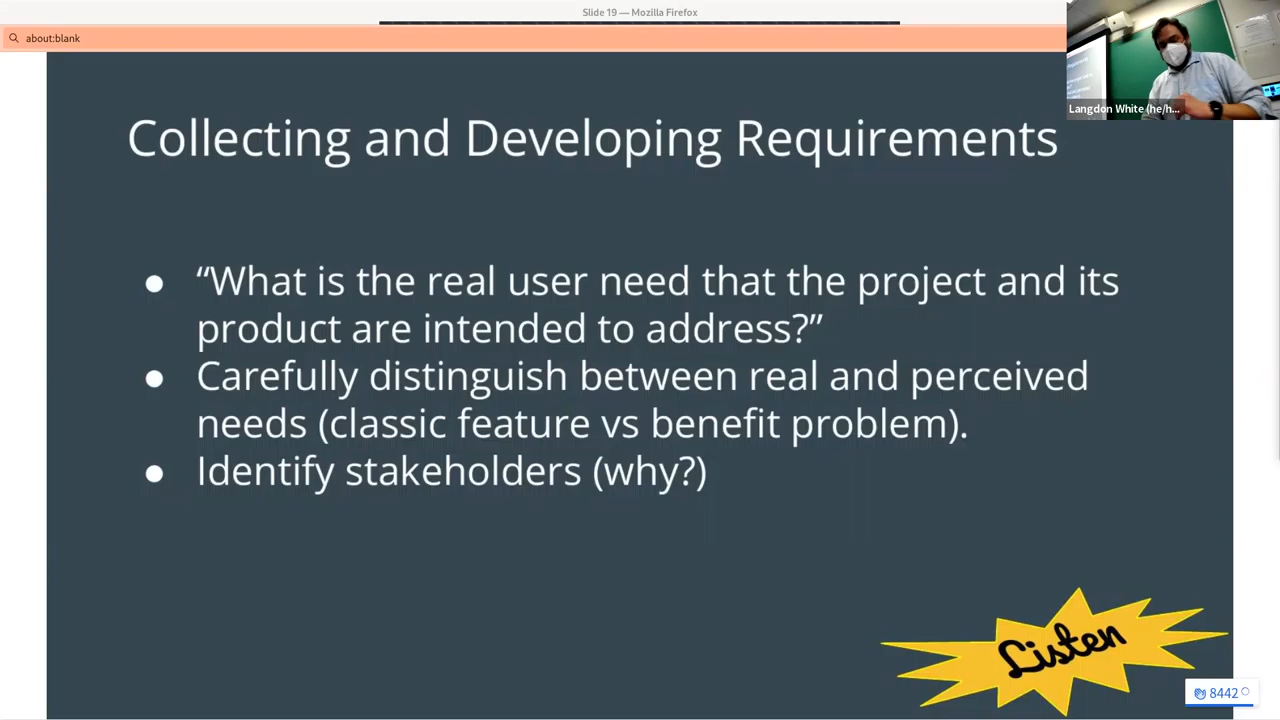 Slide 19 — Mozilla Firefox
about:blank
Langdon White (he/h...
Collecting and Developing Requirements
● “What is the real user need that the project and its
product are intended to address?”
● Carefully distinguish between real and perceived
needs (classic feature vs benefit problem).
● Identify stakeholders (why?)
Listen
8442